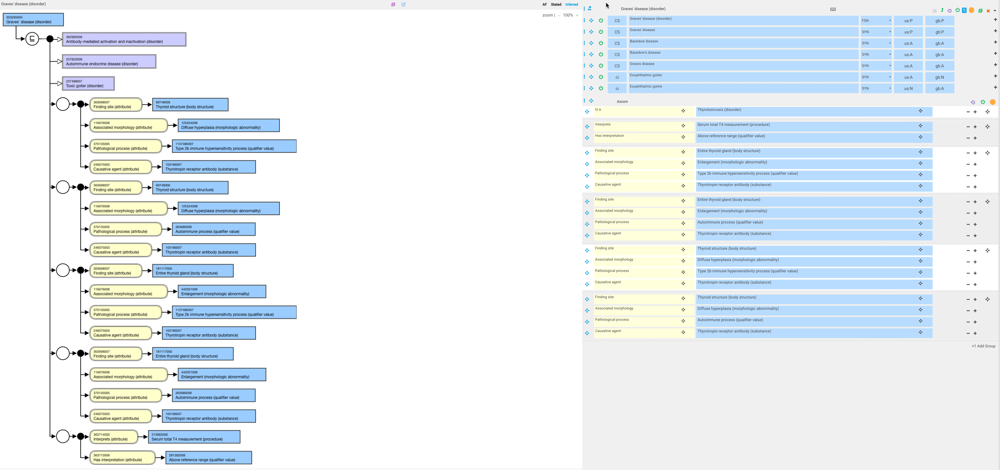 Graves' disease (disorder)
AF Stated Inferred
zoom | – 100% +
353295004
Graves' disease (disorder)
362985009
Antibody-mediated activation and inactivation (disorder)
237822008
Autoimmune endocrine disease (disorder)
237498007
Toxic goiter (disorder)
363698007
Finding site (attribute)
69748006
Thyroid structure (body structure)
116676008
Associated morphology (attribute)
125524008
Diffuse hyperplasia (morphologic abnormality)
370135005
Pathological process (attribute)
1137486007
Type 2b immune hypersensitivity process (qualifier value)
246075003
Causative agent (attribute)
103186007
Thyrotropin receptor antibody (substance)
363698007
Finding site (attribute)
69748006
Thyroid structure (body structure)
116676008
Associated morphology (attribute)
125524008
Diffuse hyperplasia (morphologic abnormality)
370135005
Pathological process (attribute)
263680009
Autoimmune process (qualifier value)
246075003
Causative agent (attribute)
103186007
Thyrotropin receptor antibody (substance)
363698007
Finding site (attribute)
181117000
Entire thyroid gland (body structure)
116676008
Associated morphology (attribute)
442021009
Enlargement (morphologic abnormality)
370135005
Pathological process (attribute)
1137486007
Type 2b immune hypersensitivity process (qualifier value)
246075003
Causative agent (attribute)
103186007
Thyrotropin receptor antibody (substance)
363698007
Finding site (attribute)
181117000
Entire thyroid gland (body structure)
116676008
Associated morphology (attribute)
442021009
Enlargement (morphologic abnormality)
370135005
Pathological process (attribute)
263680009
Autoimmune process (qualifier value)
246075003
Causative agent (attribute)
103186007
Thyrotropin receptor antibody (substance)
363714003
Interprets (attribute)
313862000
Serum total T4 measurement (procedure)
363713009
Has interpretation (attribute)
281302008
Above reference range (qualifier value)
Graves' disease (disorder) S
CS Graves' disease (disorder) FSN us:P gb:P
CS Graves' disease SYN us:P gb:P
CS Basedow disease SYN us:A gb:A
CS Basedow's disease SYN us:A gb:A
CS Graves disease SYN us:A gb:A
ci Exophthalmic goiter SYN us:A gb:N
ci Exophthalmic goitre SYN us:N gb:A
Axiom
Is a Thyrotoxicosis (disorder)
Interprets Serum total T4 measurement (procedure)
Has interpretation Above reference range (qualifier value)
Finding site Entire thyroid gland (body structure)
Associated morphology Enlargement (morphologic abnormality)
Pathological process Type 2b immune hypersensitivity process (qualifier value)
Causative agent Thyrotropin receptor antibody (substance)
Finding site Entire thyroid gland (body structure)
Associated morphology Enlargement (morphologic abnormality)
Pathological process Autoimmune process (qualifier value)
Causative agent Thyrotropin receptor antibody (substance)
Finding site Thyroid structure (body structure)
Associated morphology Diffuse hyperplasia (morphologic abnormality)
Pathological process Type 2b immune hypersensitivity process (qualifier value)
Causative agent Thyrotropin receptor antibody (substance)
Finding site Thyroid structure (body structure)
Associated morphology Diffuse hyperplasia (morphologic abnormality)
Pathological process Autoimmune process (qualifier value)
Causative agent Thyrotropin receptor antibody (substance)
+1 Add Group